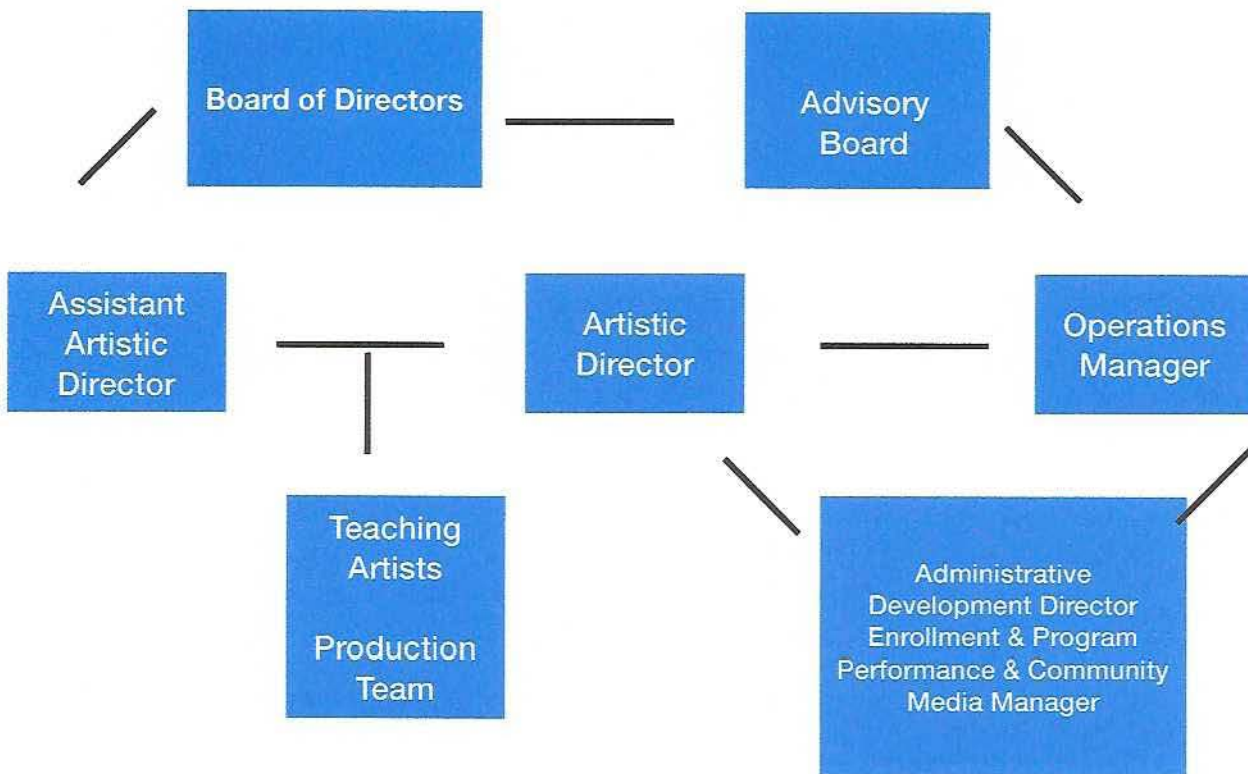 Board of Directors
Advisory
Board
Assistant
Artistic
Director
Artistic
Director
Operations
Manager
Teaching
Artists
Production
Team
Administrative
Development Director
Enrollment & Program
Performance & Community
Media Manager